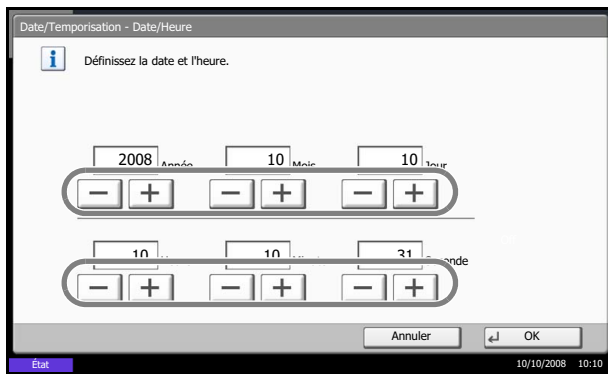 Date/Temporisation - Date/Heure
Définissez la date et l'heure.
2008 Année 10 Mois 10 Jour
− + − + − +
10 10 31
− + − + − +
Annuler OK
État 10/10/2008 10:10